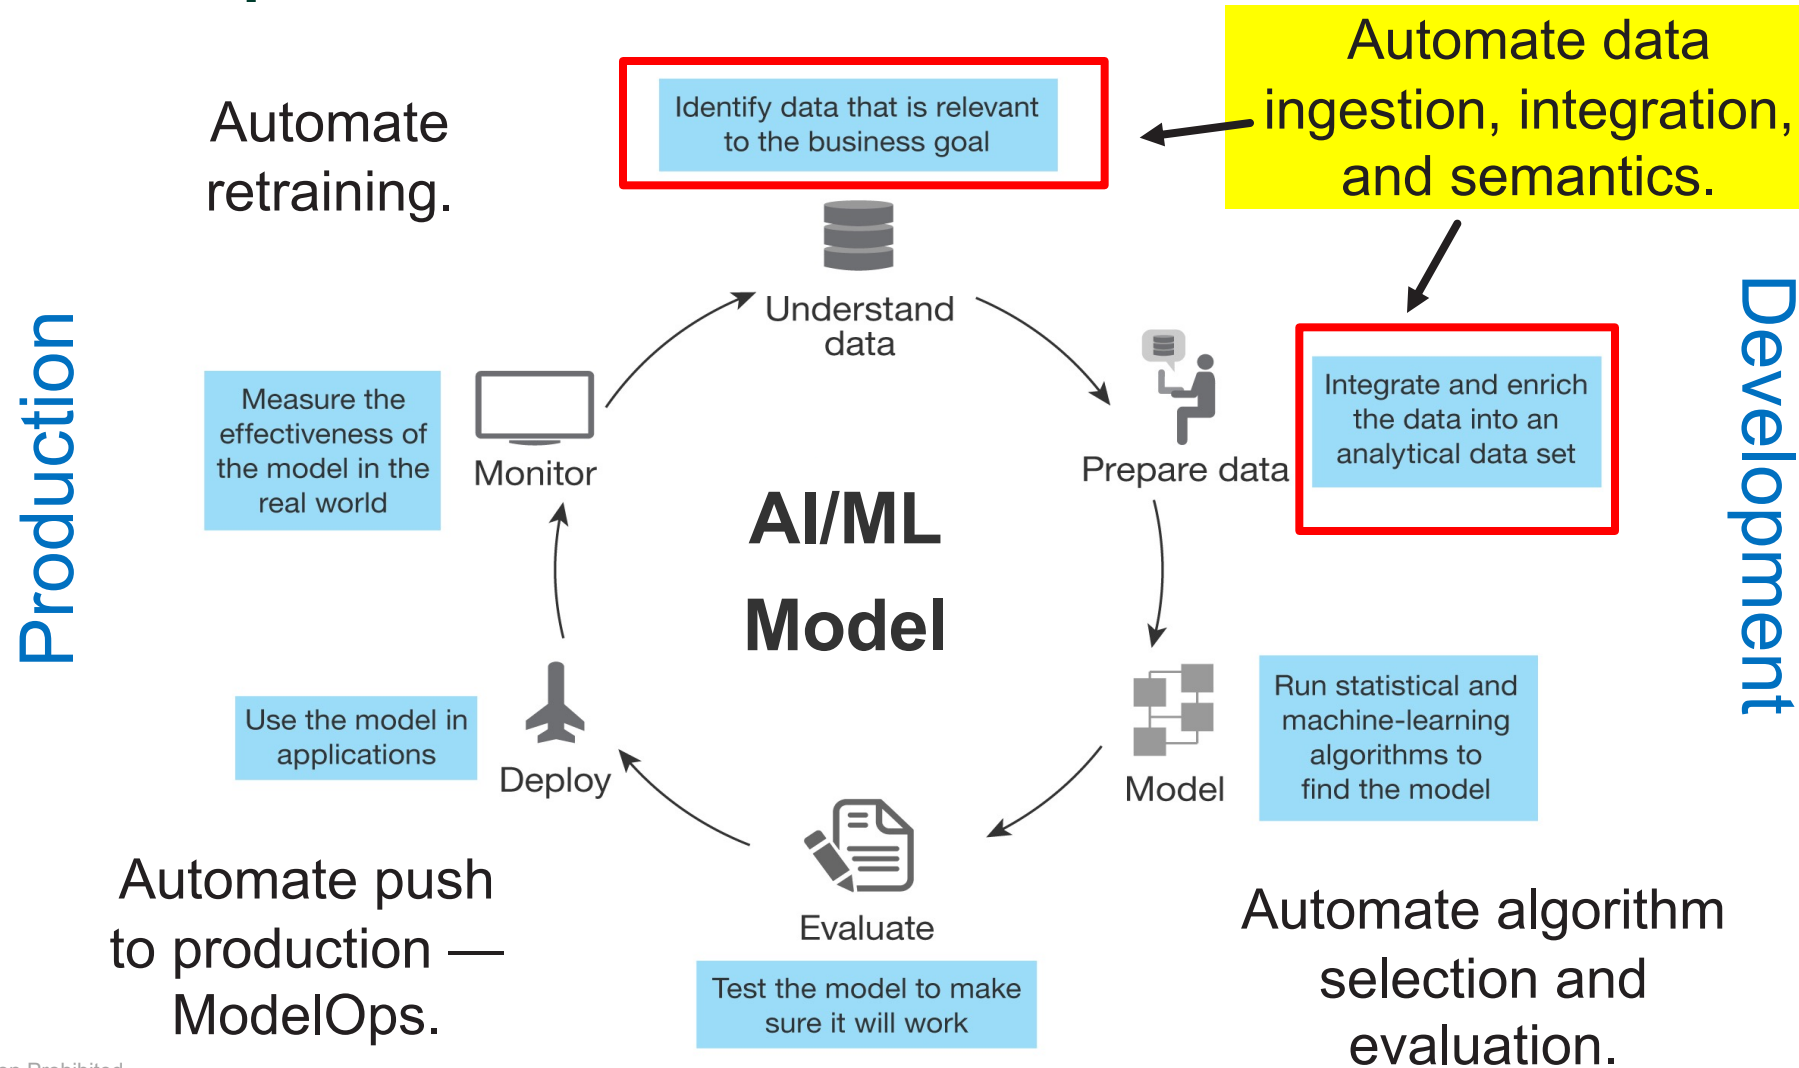 Automate data
ingestion, integration,
and semantics.
Identify data that is relevant
to the business goal
Automate
retraining.
Understand
data
Production
Development
Measure the
effectiveness of
the model in the
real world
Monitor
Prepare data
Integrate and enrich
the data into an
analytical data set
AI/ML
Model
Use the model in
applications
Deploy
Model
Run statistical and
machine-learning
algorithms to
find the model
Evaluate
Test the model to make
sure it will work
Automate push
to production —
ModelOps.
Automate algorithm
selection and
evaluation.